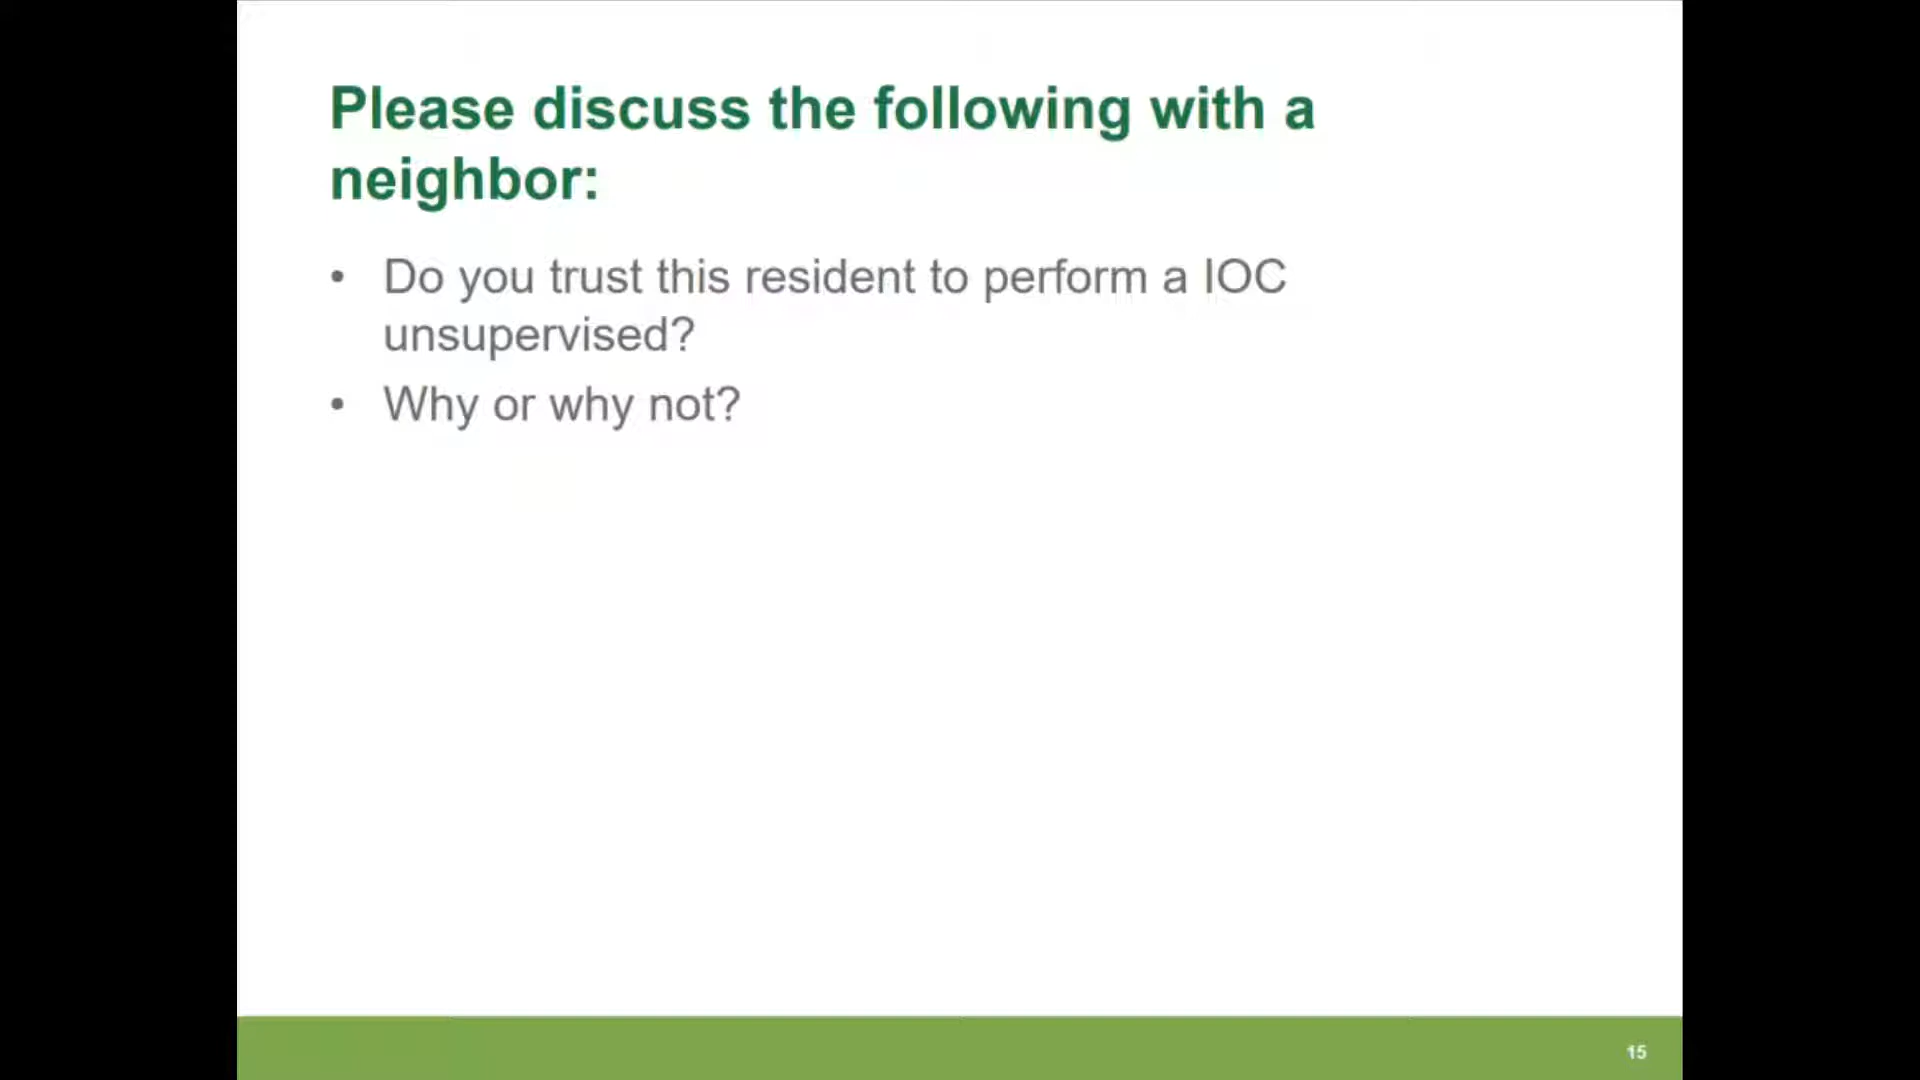 Please discuss the following with a
neighbor:
• Do you trust this resident to perform a IOC
unsupervised?
• Why or why not?
15